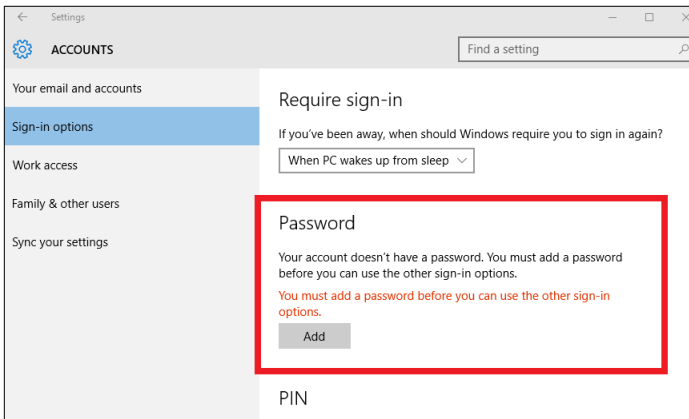 Settings
ACCOUNTS
Find a setting
Your email and accounts
Sign-in options
Work access
Family & other users
Sync your settings
Require sign-in
If you've been away, when should Windows require you to sign in again?
When PC wakes up from sleep
Password
Your account doesn't have a password. You must add a password
before you can use the other sign-in options.
You must add a password before you can use the other sign-in
options.
Add
PIN